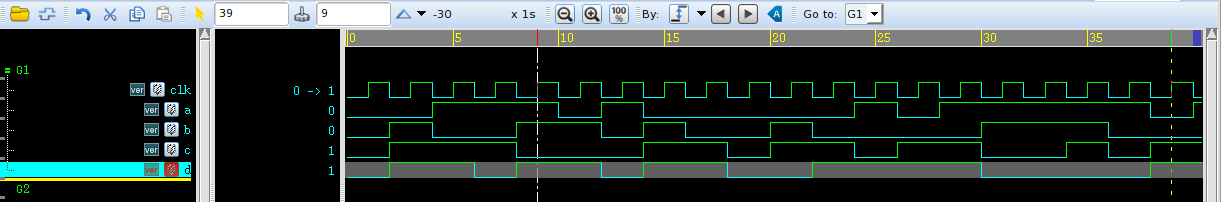 39 9 -30 x 1s 100 % By: A Go to: G1
0 5 10 15 20 25 30 35
G1
ver clk 0 -> 1
ver a 0
ver b 0
ver c 1
ver d 1
G2